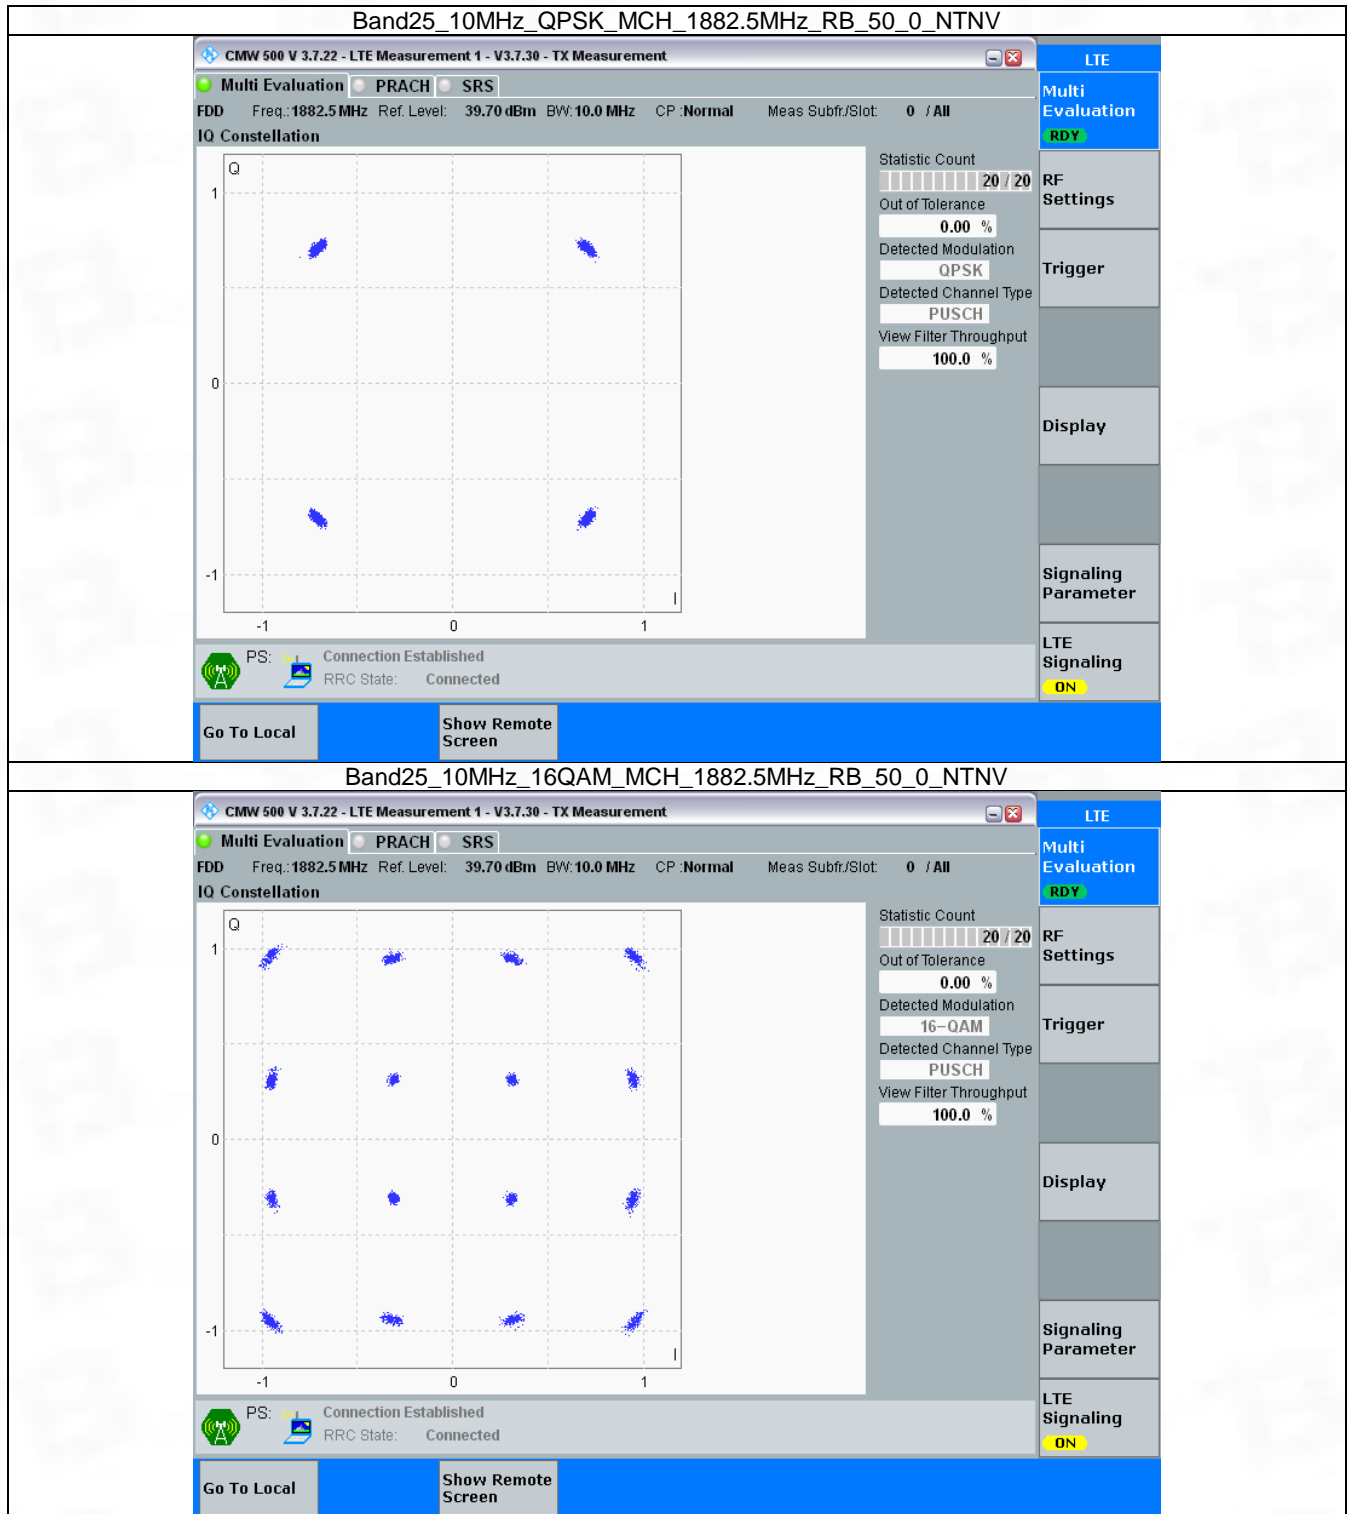 Band25_10MHz_QPSK_MCH_1882.5MHz_RB_50_0_NTNV
CMW 500 V 3.7.22 - LTE Measurement 1 - V3.7.30 - TX Measurement
LTE
Multi Evaluation PRACH SRS
Multi
Evaluation
RDY
FDD Freq.:1882.5 MHz Ref. Level: 39.70 dBm BW:10.0 MHz CP :Normal Meas Subfr./Slot: 0 / All
IQ Constellation
Q
1
0
-1
I
-1 0 1
Statistic Count
20 / 20
Out of Tolerance
0.00 %
Detected Modulation
QPSK
Detected Channel Type
PUSCH
View Filter Throughput
100.0 %
RF
Settings
Trigger
Display
Signaling
Parameter
LTE
Signaling
ON
PS: Connection Established
RRC State: Connected
Go To Local
Show Remote
Screen
Band25_10MHz_16QAM_MCH_1882.5MHz_RB_50_0_NTNV
CMW 500 V 3.7.22 - LTE Measurement 1 - V3.7.30 - TX Measurement
LTE
Multi Evaluation PRACH SRS
Multi
Evaluation
RDY
FDD Freq.:1882.5 MHz Ref. Level: 39.70 dBm BW:10.0 MHz CP :Normal Meas Subfr./Slot: 0 / All
IQ Constellation
Q
1
0
-1
I
-1 0 1
Statistic Count
20 / 20
Out of Tolerance
0.00 %
Detected Modulation
16-QAM
Detected Channel Type
PUSCH
View Filter Throughput
100.0 %
RF
Settings
Trigger
Display
Signaling
Parameter
LTE
Signaling
ON
PS: Connection Established
RRC State: Connected
Go To Local
Show Remote
Screen